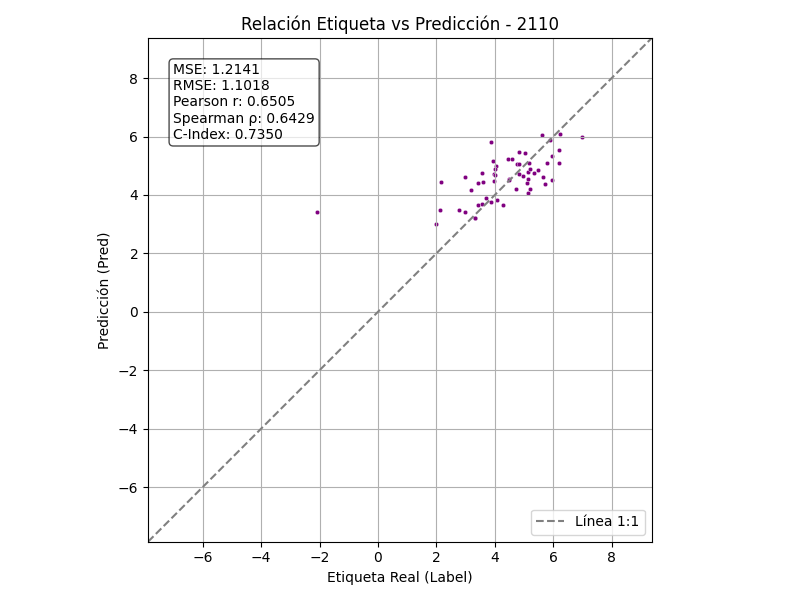 Relación Etiqueta vs Predicción - 2110
MSE: 1.2141
RMSE: 1.1018
Pearson r: 0.6505
Spearman ρ: 0.6429
C-Index: 0.7350
8
6
4
2
0
−2
−4
−6
Predicción (Pred)
Línea 1:1
−6 −4 −2 0 2 4 6 8
Etiqueta Real (Label)